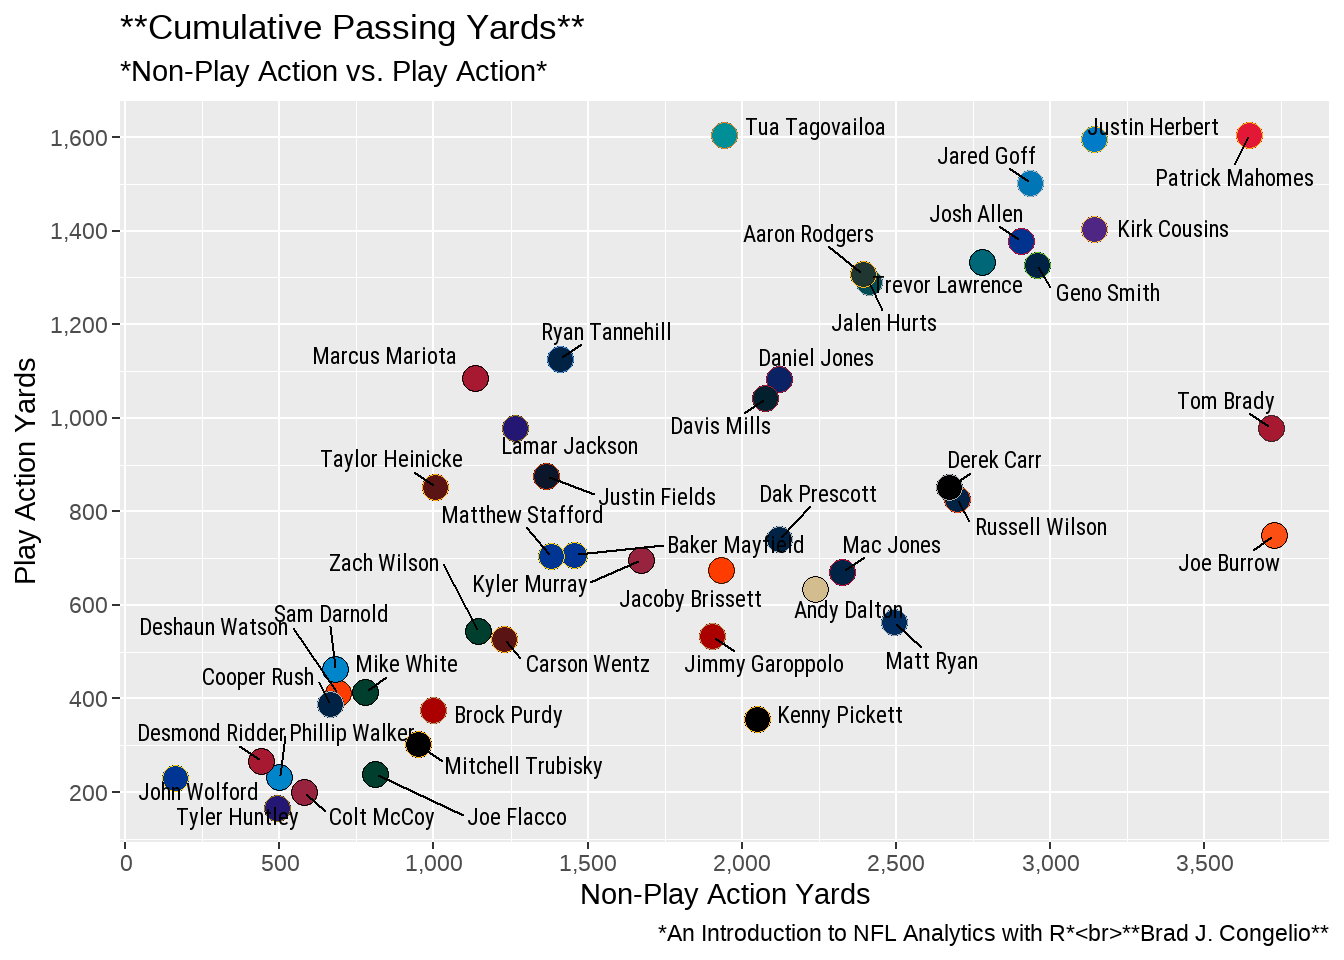 **Cumulative Passing Yards**
*Non-Play Action vs. Play Action*
Play Action Yards
1,600
1,400
1,200
1,000
800
600
400
200
Tua Tagovailoa
Justin Herbert
Jared Goff
Patrick Mahomes
Josh Allen
Kirk Cousins
Aaron Rodgers
Trevor Lawrence
Geno Smith
Jalen Hurts
Ryan Tannehill
Marcus Mariota
Daniel Jones
Tom Brady
Davis Mills
Lamar Jackson
Taylor Heinicke
Derek Carr
Justin Fields
Dak Prescott
Matthew Stafford
Russell Wilson
Baker Mayfield
Mac Jones
Zach Wilson
Joe Burrow
Kyler Murray
Jacoby Brissett
Andy Dalton
Sam Darnold
Deshaun Watson
Mike White
Carson Wentz
Jimmy Garoppolo
Matt Ryan
Cooper Rush
Brock Purdy
Kenny Pickett
Desmond Ridder
Phillip Walker
Mitchell Trubisky
John Wolford
Tyler Huntley
Colt McCoy
Joe Flacco
0
500
1,000
1,500
2,000
2,500
3,000
3,500
Non-Play Action Yards
*An Introduction to NFL Analytics with R*<br>**Brad J. Congelio**